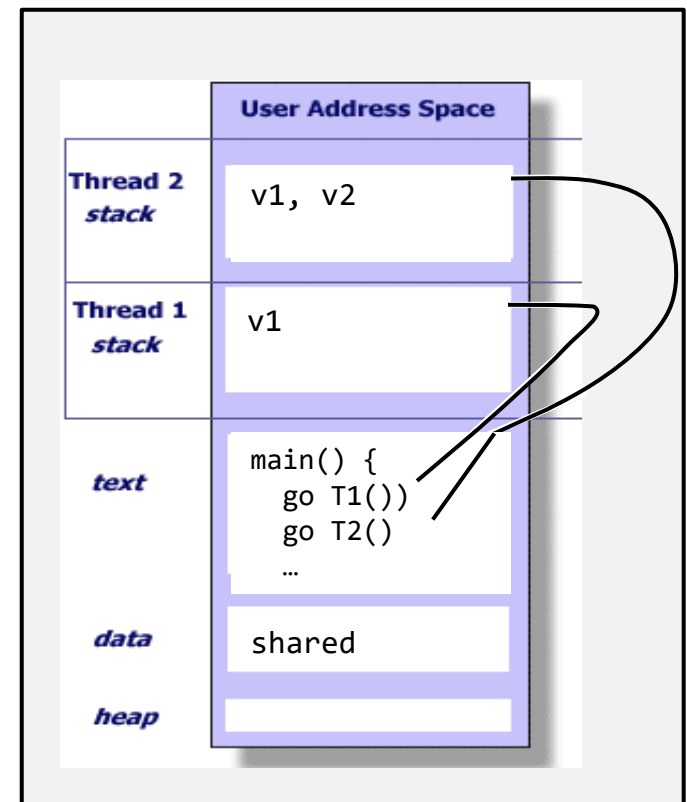 User Address Space
Thread 2
stack
v1, v2
Thread 1
stack
v1
text
main() {
go T1())
go T2()
…
data
shared
heap